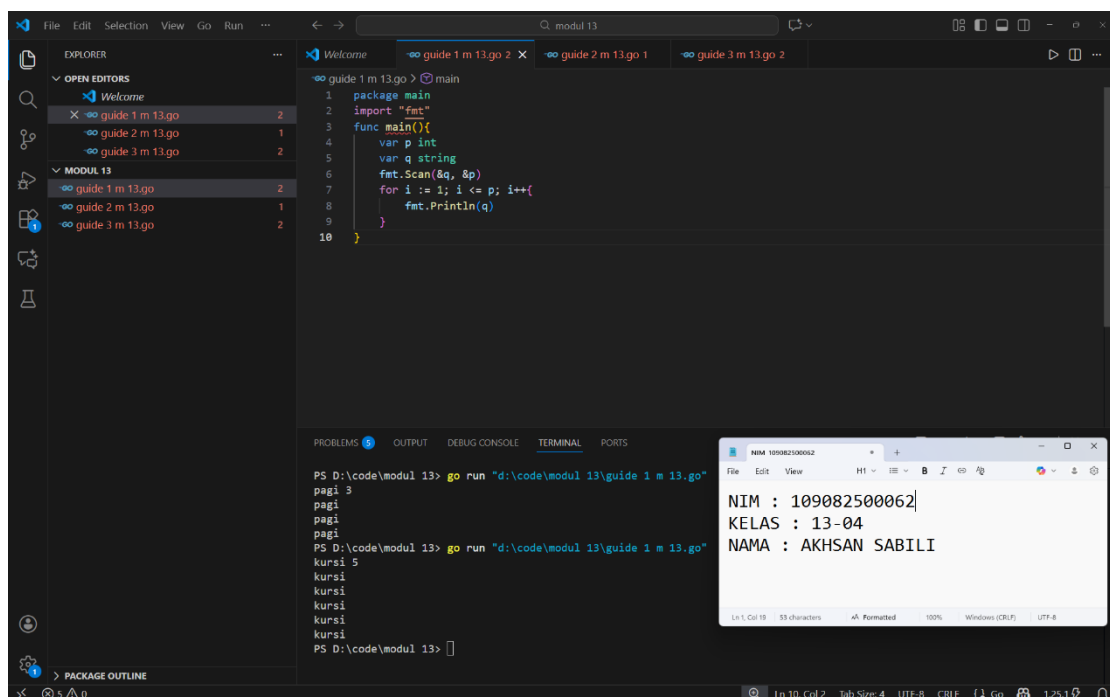 File Edit Selection View Go Run ...
modul 13
EXPLORER
OPEN EDITORS
Welcome
guide 1 m 13.go 2
guide 2 m 13.go 1
guide 3 m 13.go 2
MODUL 13
guide 1 m 13.go 2
guide 2 m 13.go 1
guide 3 m 13.go 2
PACKAGE OUTLINE
Welcome guide 1 m 13.go 2 guide 2 m 13.go 1 guide 3 m 13.go 2
guide 1 m 13.go > main
1 package main
2 import "fmt"
3 func main(){
4 var p int
5 var q string
6 fmt.Scan(&q, &p)
7 for i := 1; i <= p; i++{
8 fmt.Println(q)
9 }
10 }
PROBLEMS 5 OUTPUT DEBUG CONSOLE TERMINAL PORTS
PS D:\code\modul 13> go run "d:\code\modul 13\guide 1 m 13.go"
pagi 3
pagi
pagi
pagi
PS D:\code\modul 13> go run "d:\code\modul 13\guide 1 m 13.go"
kursi 5
kursi
kursi
kursi
kursi
kursi
PS D:\code\modul 13>
NIM 109082500062
File Edit View H1 B I
NIM : 109082500062
KELAS : 13-04
NAMA : AKHSAN SABILI
Ln 1, Col 19 53 characters Formatted 100% Windows (CRLF) UTF-8
5 0 Ln 10, Col 2 Tab Size: 4 UTF-8 CRLF Go 1.25.1